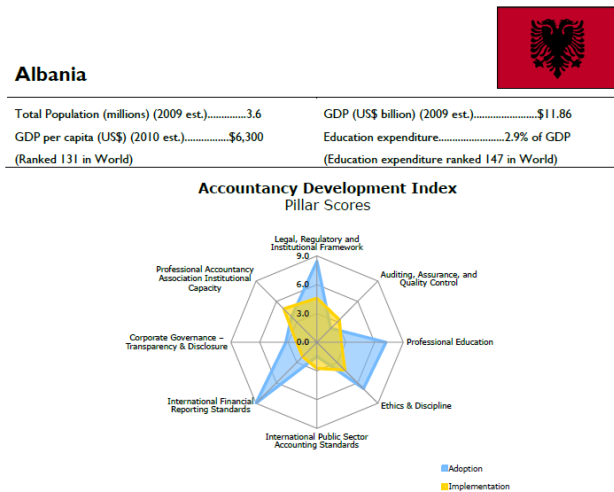 Albania
Total Population (millions) (2009 est.)..............3.6
GDP per capita (US$) (2010 est.)................$6,300
(Ranked 131 in World)
GDP (US$ billion) (2009 est.).......................$11.86
Education expenditure........................2.9% of GDP
(Education expenditure ranked 147 in World)
Accountancy Development Index
Pillar Scores
Legal, Regulatory and
Institutional Framework
9.0
6.0
3.0
0.0
Auditing, Assurance, and
Quality Control
Professional Education
Ethics & Discipline
International Public Sector
Accounting Standards
International Financial
Reporting Standards
Corporate Governance –
Transparency & Disclosure
Professional Accountancy
Association Institutional
Capacity
Adoption
Implementation